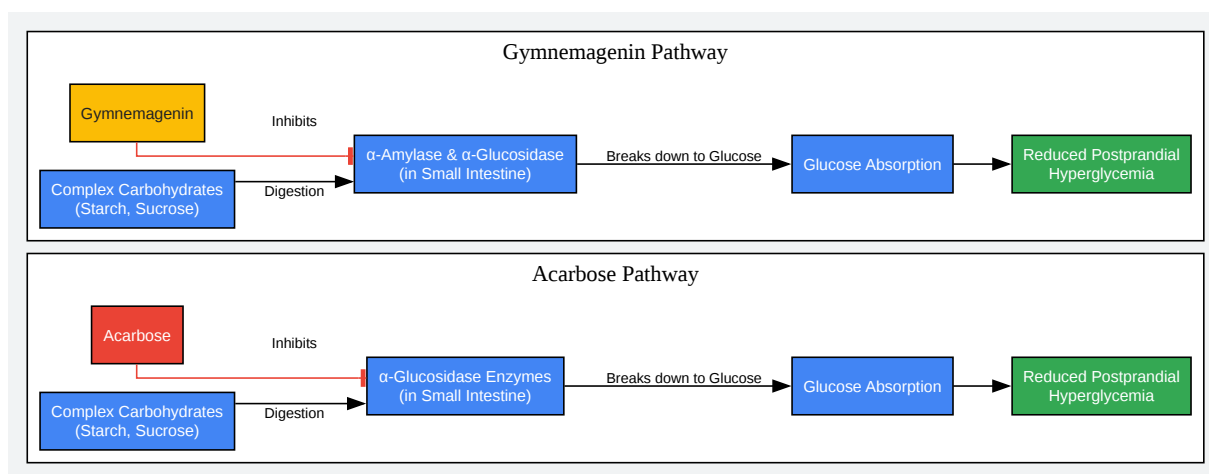 Gymnemagenin Pathway
Gymnemagenin
Inhibits
α-Amylase & α-Glucosidase
(in Small Intestine)
Breaks down to Glucose
Glucose Absorption
Reduced Postprandial
Hyperglycemia
Complex Carbohydrates
(Starch, Sucrose)
Digestion
Acarbose Pathway
Acarbose
Inhibits
α-Glucosidase Enzymes
(in Small Intestine)
Breaks down to Glucose
Glucose Absorption
Reduced Postprandial
Hyperglycemia
Complex Carbohydrates
(Starch, Sucrose)
Digestion